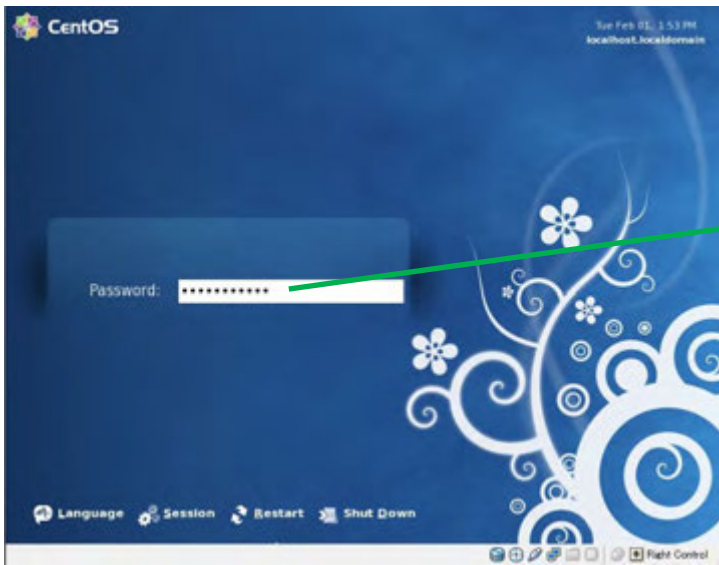 CentOS
Tue Feb 01, 1:53 PM
localhost.localdomain
Password: •••••••••••
Language Session Restart Shut Down
Right Control